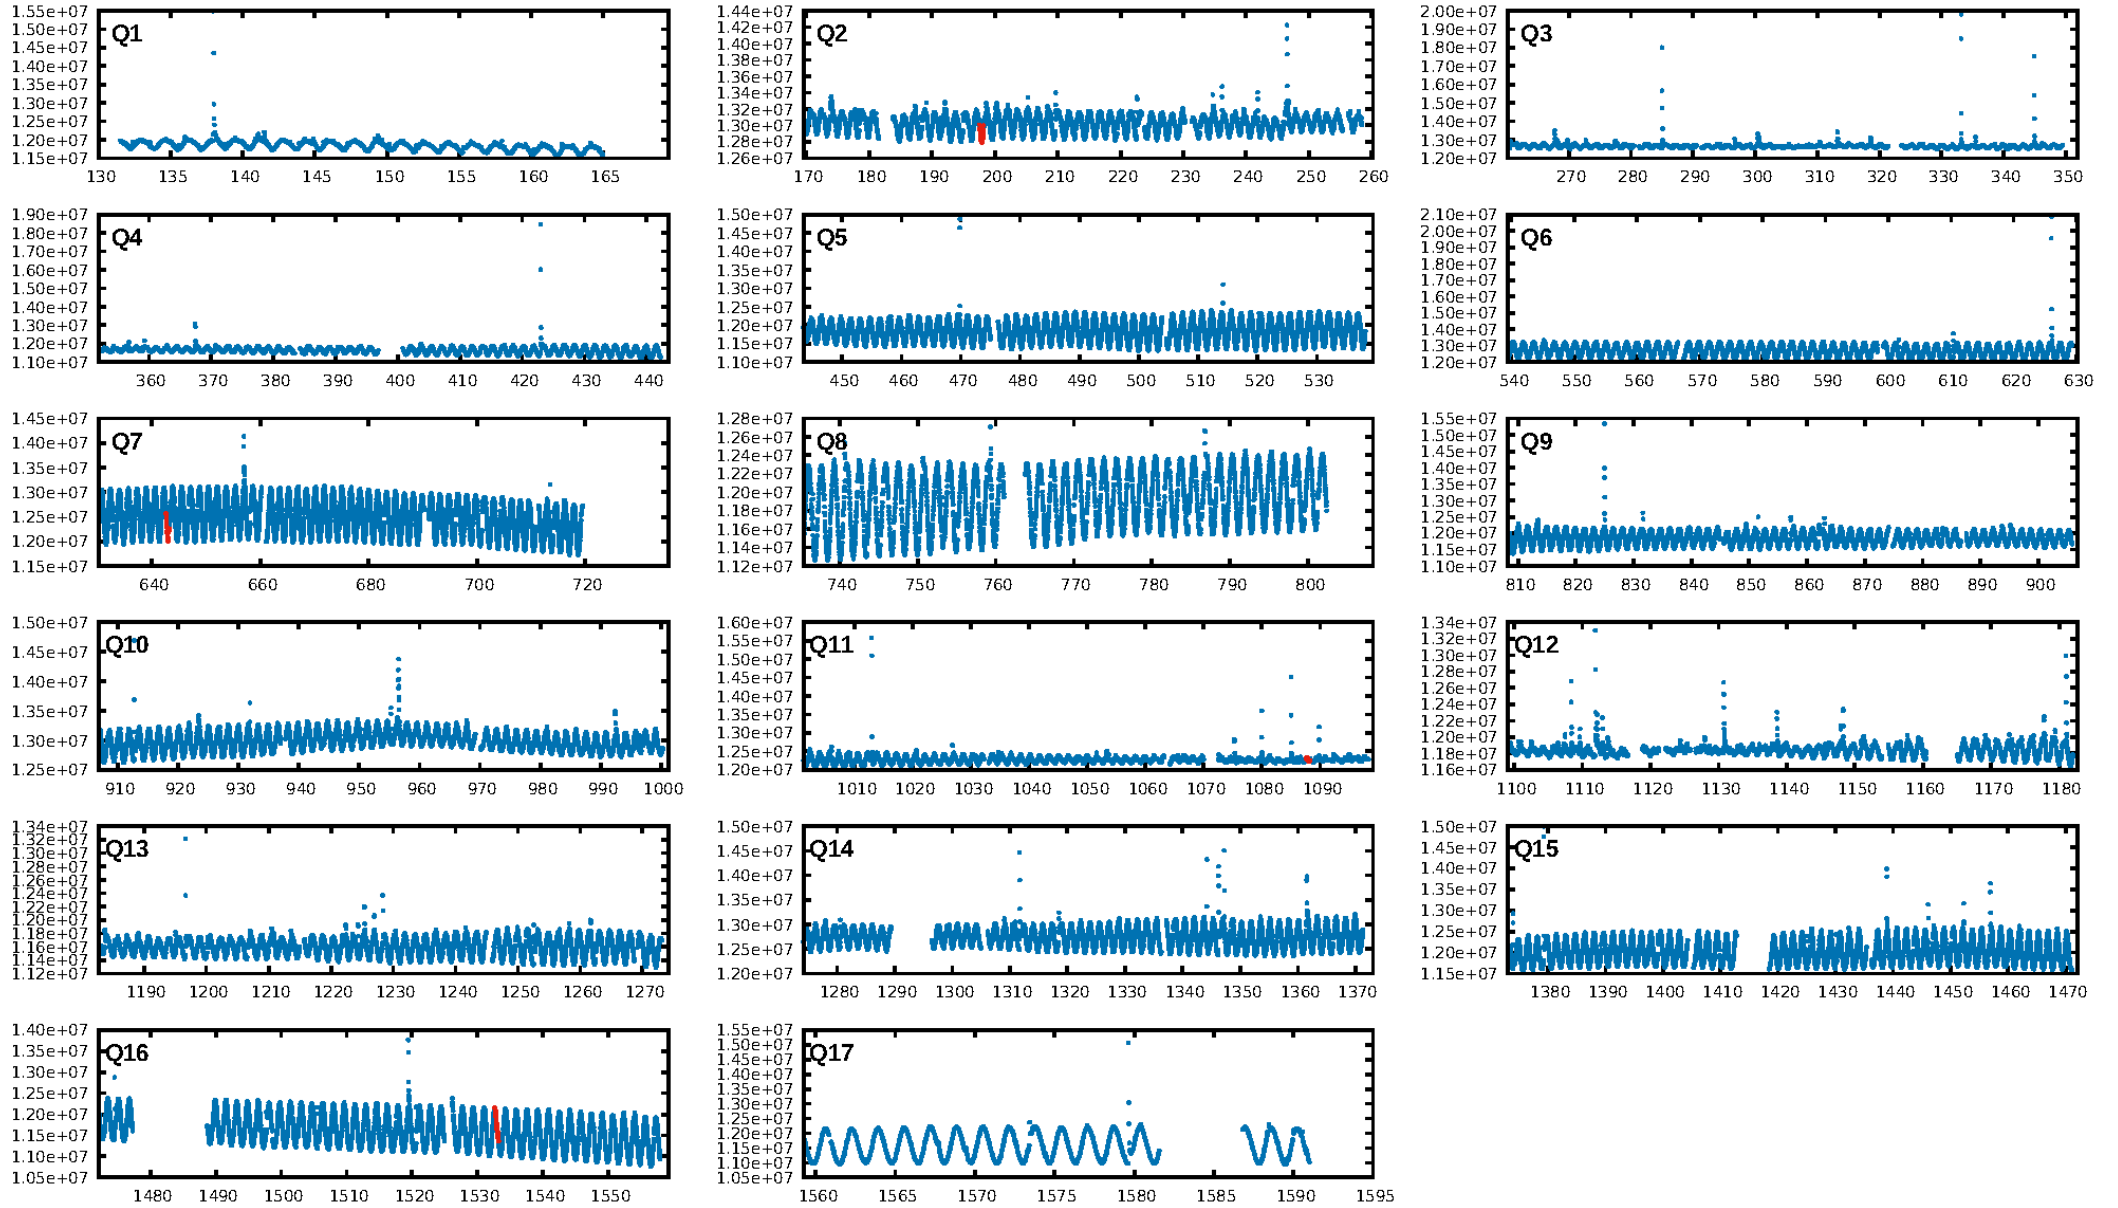 1.55e+07 1.50e+07 1.45e+07 1.40e+07 1.35e+07 1.30e+07 1.25e+07 1.20e+07 1.15e+07
Q1
130 135 140 145 150 155 160 165
1.44e+07 1.42e+07 1.40e+07 1.38e+07 1.36e+07 1.34e+07 1.32e+07 1.30e+07 1.28e+07 1.26e+07
Q2
170 180 190 200 210 220 230 240 250 260
2.00e+07 1.90e+07 1.80e+07 1.70e+07 1.60e+07 1.50e+07 1.40e+07 1.30e+07 1.20e+07
Q3
270 280 290 300 310 320 330 340 350
1.90e+07 1.80e+07 1.70e+07 1.60e+07 1.50e+07 1.40e+07 1.30e+07 1.20e+07 1.10e+07
Q4
360 370 380 390 400 410 420 430 440
1.50e+07 1.45e+07 1.40e+07 1.35e+07 1.30e+07 1.25e+07 1.20e+07 1.15e+07 1.10e+07
Q5
450 460 470 480 490 500 510 520 530
2.10e+07 2.00e+07 1.90e+07 1.80e+07 1.70e+07 1.60e+07 1.50e+07 1.40e+07 1.30e+07 1.20e+07
Q6
540 550 560 570 580 590 600 610 620 630
1.45e+07 1.40e+07 1.35e+07 1.30e+07 1.25e+07 1.20e+07 1.15e+07
Q7
640 660 680 700 720
1.28e+07 1.26e+07 1.24e+07 1.22e+07 1.20e+07 1.18e+07 1.16e+07 1.14e+07 1.12e+07
Q8
740 750 760 770 780 790 800
1.55e+07 1.50e+07 1.45e+07 1.40e+07 1.35e+07 1.30e+07 1.25e+07 1.20e+07 1.15e+07 1.10e+07
Q9
810 820 830 840 850 860 870 880 890 900
1.50e+07 1.45e+07 1.40e+07 1.35e+07 1.30e+07 1.25e+07
Q10
910 920 930 940 950 960 970 980 990 1000
1.60e+07 1.55e+07 1.50e+07 1.45e+07 1.40e+07 1.35e+07 1.30e+07 1.25e+07 1.20e+07
Q11
1010 1020 1030 1040 1050 1060 1070 1080 1090
1.34e+07 1.32e+07 1.30e+07 1.28e+07 1.26e+07 1.24e+07 1.22e+07 1.20e+07 1.18e+07 1.16e+07
Q12
1100 1110 1120 1130 1140 1150 1160 1170 1180
1.34e+07 1.32e+07 1.30e+07 1.28e+07 1.26e+07 1.24e+07 1.22e+07 1.20e+07 1.18e+07 1.16e+07 1.14e+07 1.12e+07
Q13
1190 1200 1210 1220 1230 1240 1250 1260 1270
1.50e+07 1.45e+07 1.40e+07 1.35e+07 1.30e+07 1.25e+07 1.20e+07
Q14
1280 1290 1300 1310 1320 1330 1340 1350 1360 1370
1.50e+07 1.45e+07 1.40e+07 1.35e+07 1.30e+07 1.25e+07 1.20e+07 1.15e+07
Q15
1380 1390 1400 1410 1420 1430 1440 1450 1460 1470
1.40e+07 1.35e+07 1.30e+07 1.25e+07 1.20e+07 1.15e+07 1.10e+07 1.05e+07
Q16
1480 1490 1500 1510 1520 1530 1540 1550
1.55e+07 1.50e+07 1.45e+07 1.40e+07 1.35e+07 1.30e+07 1.25e+07 1.20e+07 1.15e+07 1.10e+07 1.05e+07
Q17
1560 1565 1570 1575 1580 1585 1590 1595